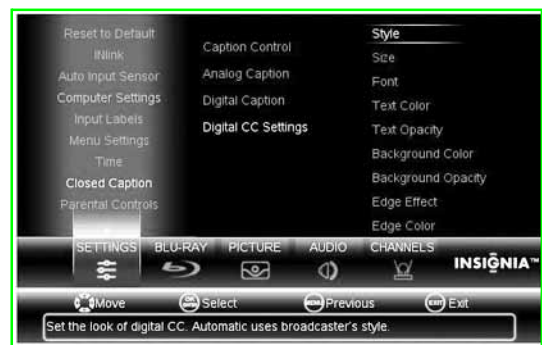 Reset to Default
INlink
Auto Input Sensor
Computer Settings
Input Labels
Menu Settings
Time
Closed Caption
Parental Controls
Caption Control
Analog Caption
Digital Caption
Digital CC Settings
Style
Size
Font
Text Color
Text Opacity
Background Color
Background Opacity
Edge Effect
Edge Color
SETTINGS BLU-RAY PICTURE AUDIO CHANNELS
INSIGNIA™
Move Select MENU Previous EXIT Exit
Set the look of digital CC. Automatic uses broadcaster's style.